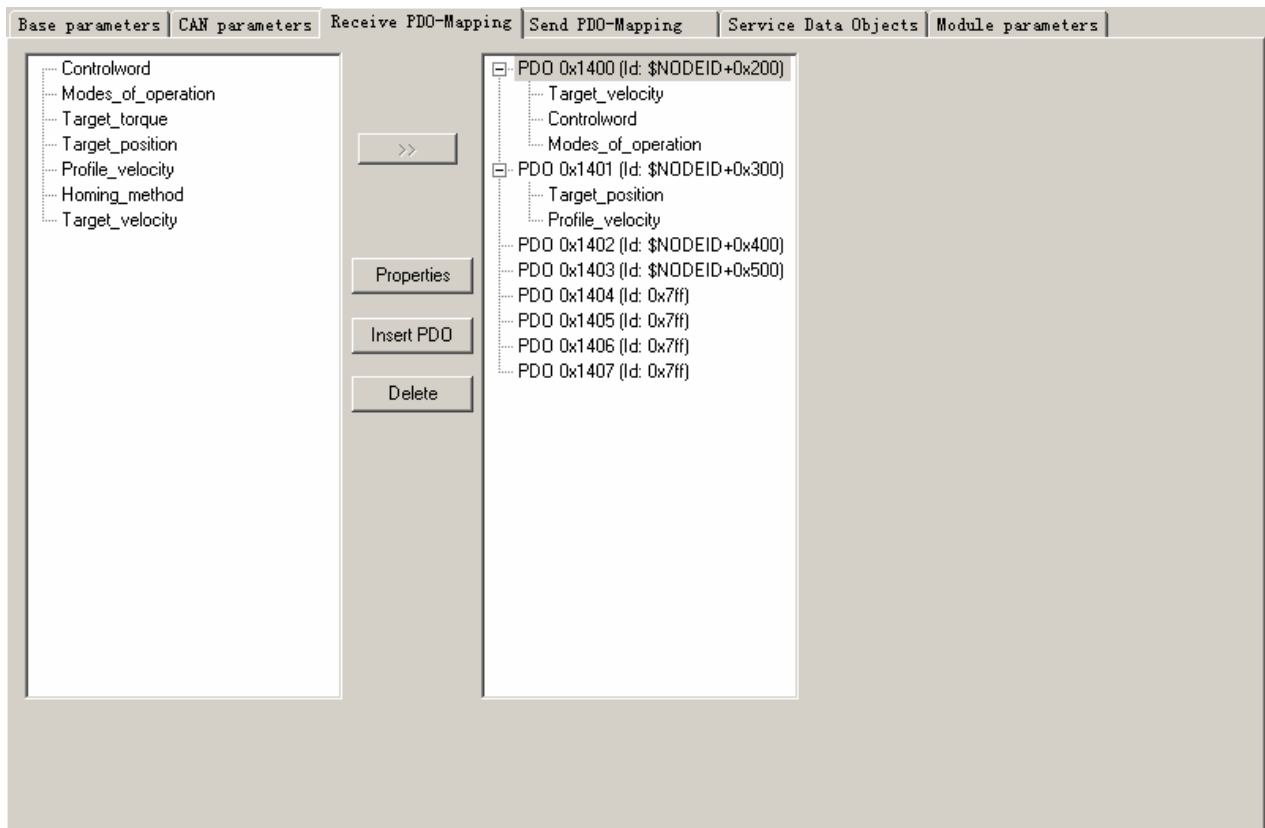 Base parameters CAN parameters Receive PDO-Mapping Send PDO-Mapping Service Data Objects Module parameters
Controlword
Modes_of_operation
Target_torque
Target_position
Profile_velocity
Homing_method
Target_velocity
>>
Properties
Insert PDO
Delete
PDO 0x1400 (Id: $NODEID+0x200)
Target_velocity
Controlword
Modes_of_operation
PDO 0x1401 (Id: $NODEID+0x300)
Target_position
Profile_velocity
PDO 0x1402 (Id: $NODEID+0x400)
PDO 0x1403 (Id: $NODEID+0x500)
PDO 0x1404 (Id: 0x7ff)
PDO 0x1405 (Id: 0x7ff)
PDO 0x1406 (Id: 0x7ff)
PDO 0x1407 (Id: 0x7ff)